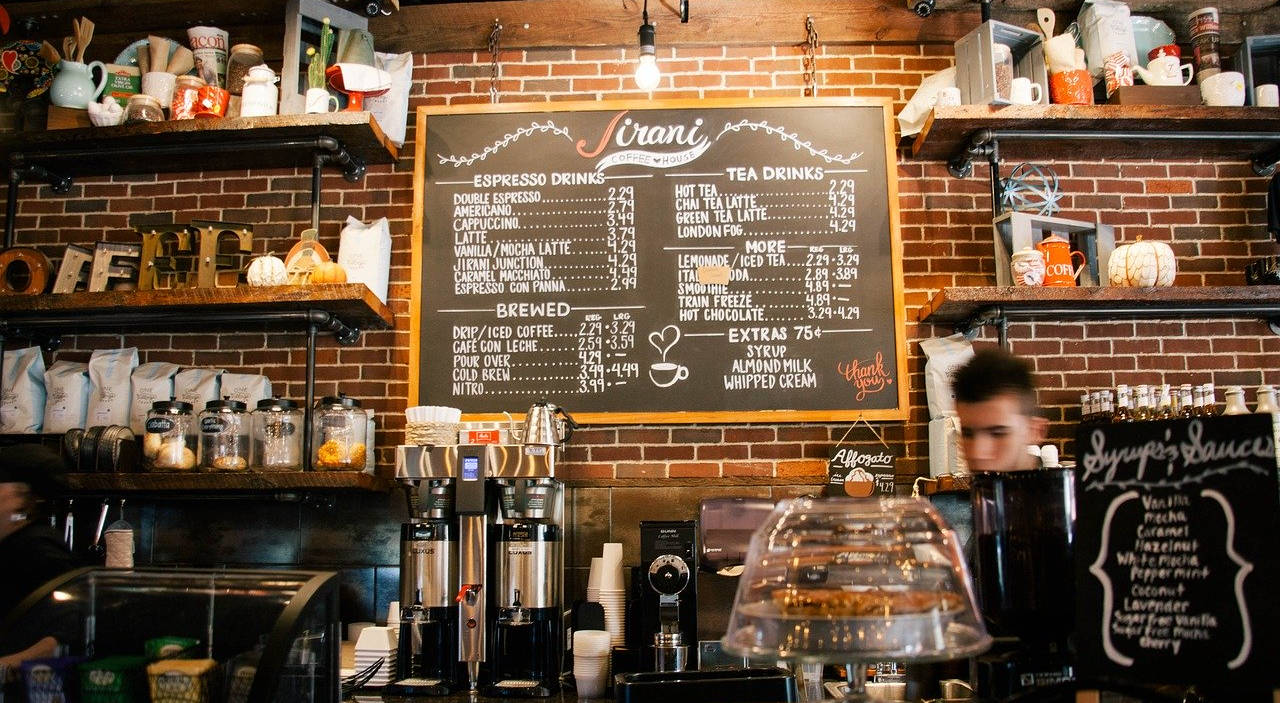 Jirani
COFFEE HOUSE
ESPRESSO DRINKS
DOUBLE ESPRESSO 2.29
AMERICANO 2.79
CAPPUCCINO 3.49
LATTE 3.79
VANILLA/MOCHA LATTE 4.29
JIRANI JUNCTION 4.29
CARAMEL MACCHIATO 4.49
ESPRESSO CON PANNA 2.99
BREWED
REG LRG
DRIP/ICED COFFEE 2.29 • 3.29
CAFÉ CON LECHE 2.59 • 3.59
POUR OVER 4.29 • —
COLD BREW 3.49 • 4.49
NITRO 3.99 • —
TEA DRINKS
HOT TEA 2.29
CHAI TEA LATTE 4.29
GREEN TEA LATTE 4.29
LONDON FOG 4.29
MORE REG LRG
LEMONADE/ICED TEA 2.29 • 3.29
2.89 • 3.89
SMOOTHIE 4.89 • —
TRAIN FREEZE 4.89 • —
HOT CHOCOLATE 3.29 • 4.29
EXTRAS 75¢
SYRUP
ALMOND MILK
WHIPPED CREAM
thank you!
Affogato
4.29
Syrups & Sauces
Vanilla
Mocha
Caramel
Hazelnut
White mocha
Peppermint
Coconut
Lavender
Sugar free Vanilla
Sugar free Mocha
Cherry
COFFEE
BUNN